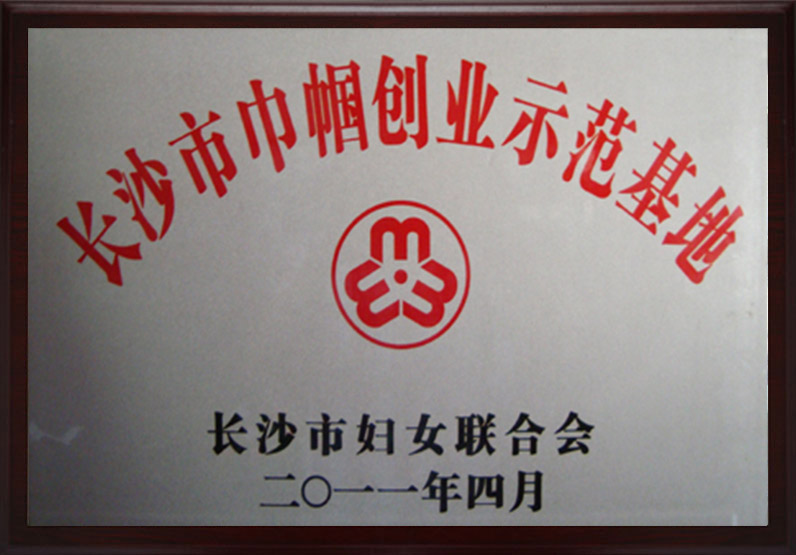 长沙市巾帼创业示范基地
长沙市妇女联合会
二〇一一年四月